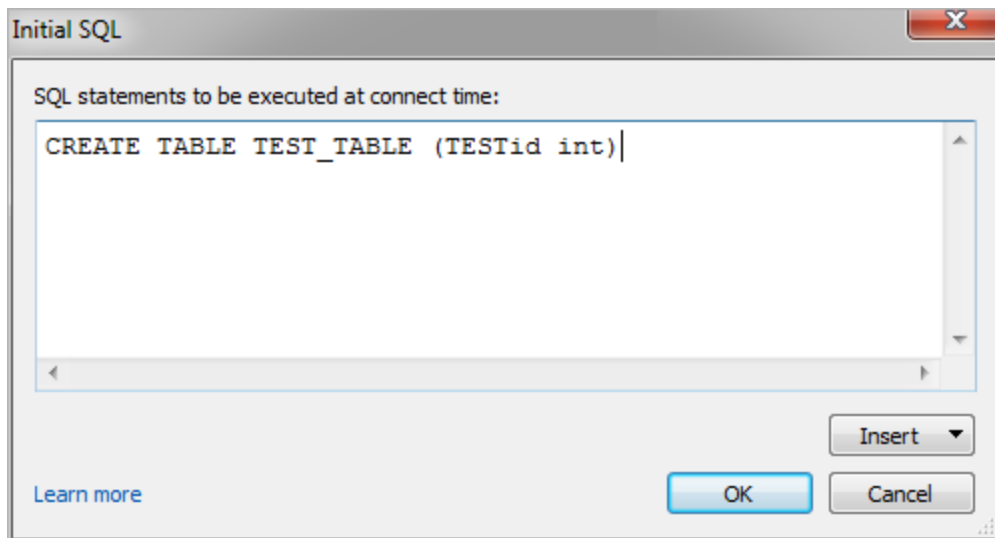 Initial SQL
SQL statements to be executed at connect time:
CREATE TABLE TEST_TABLE (TESTid int)
Insert
Learn more
OK
Cancel